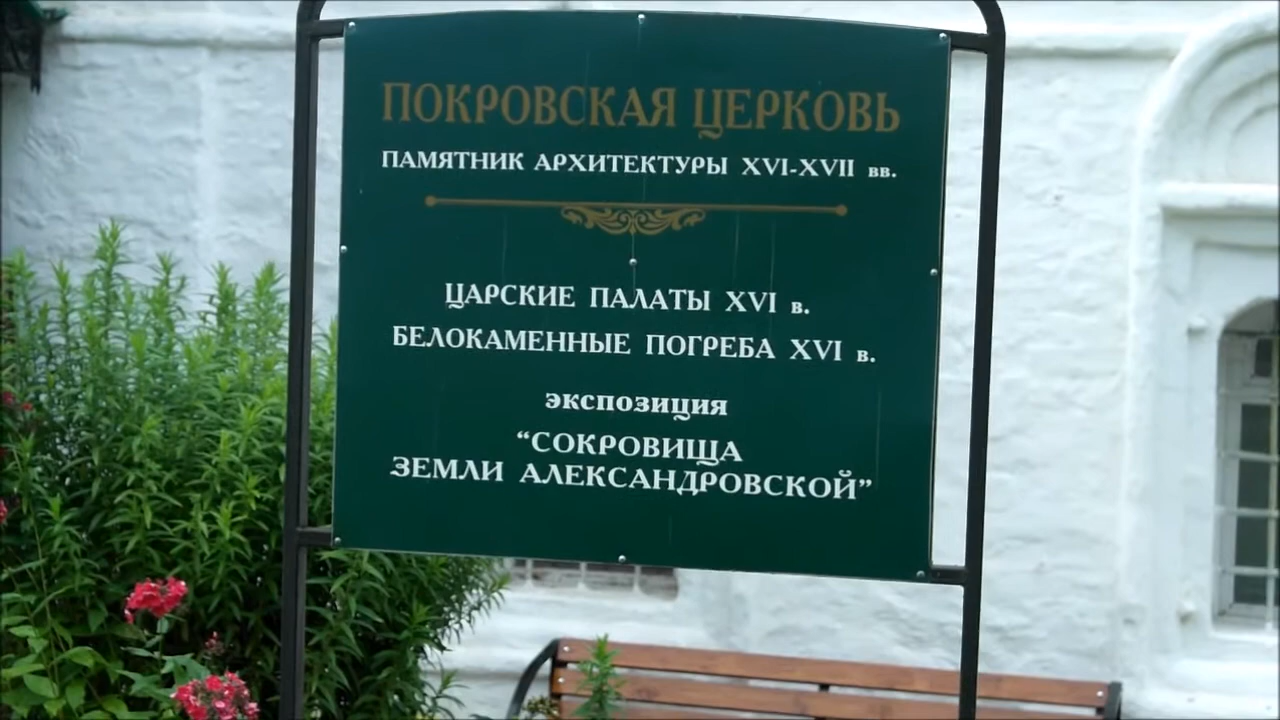 ПОКРОВСКАЯ ЦЕРКОВЬ
ПАМЯТНИК АРХИТЕКТУРЫ XVI-XVII вв.
ЦАРСКИЕ ПАЛАТЫ XVI в.
БЕЛОКАМЕННЫЕ ПОГРЕБА XVI в.
экспозиция
“СОКРОВИЩА
ЗЕМЛИ АЛЕКСАНДРОВСКОЙ”